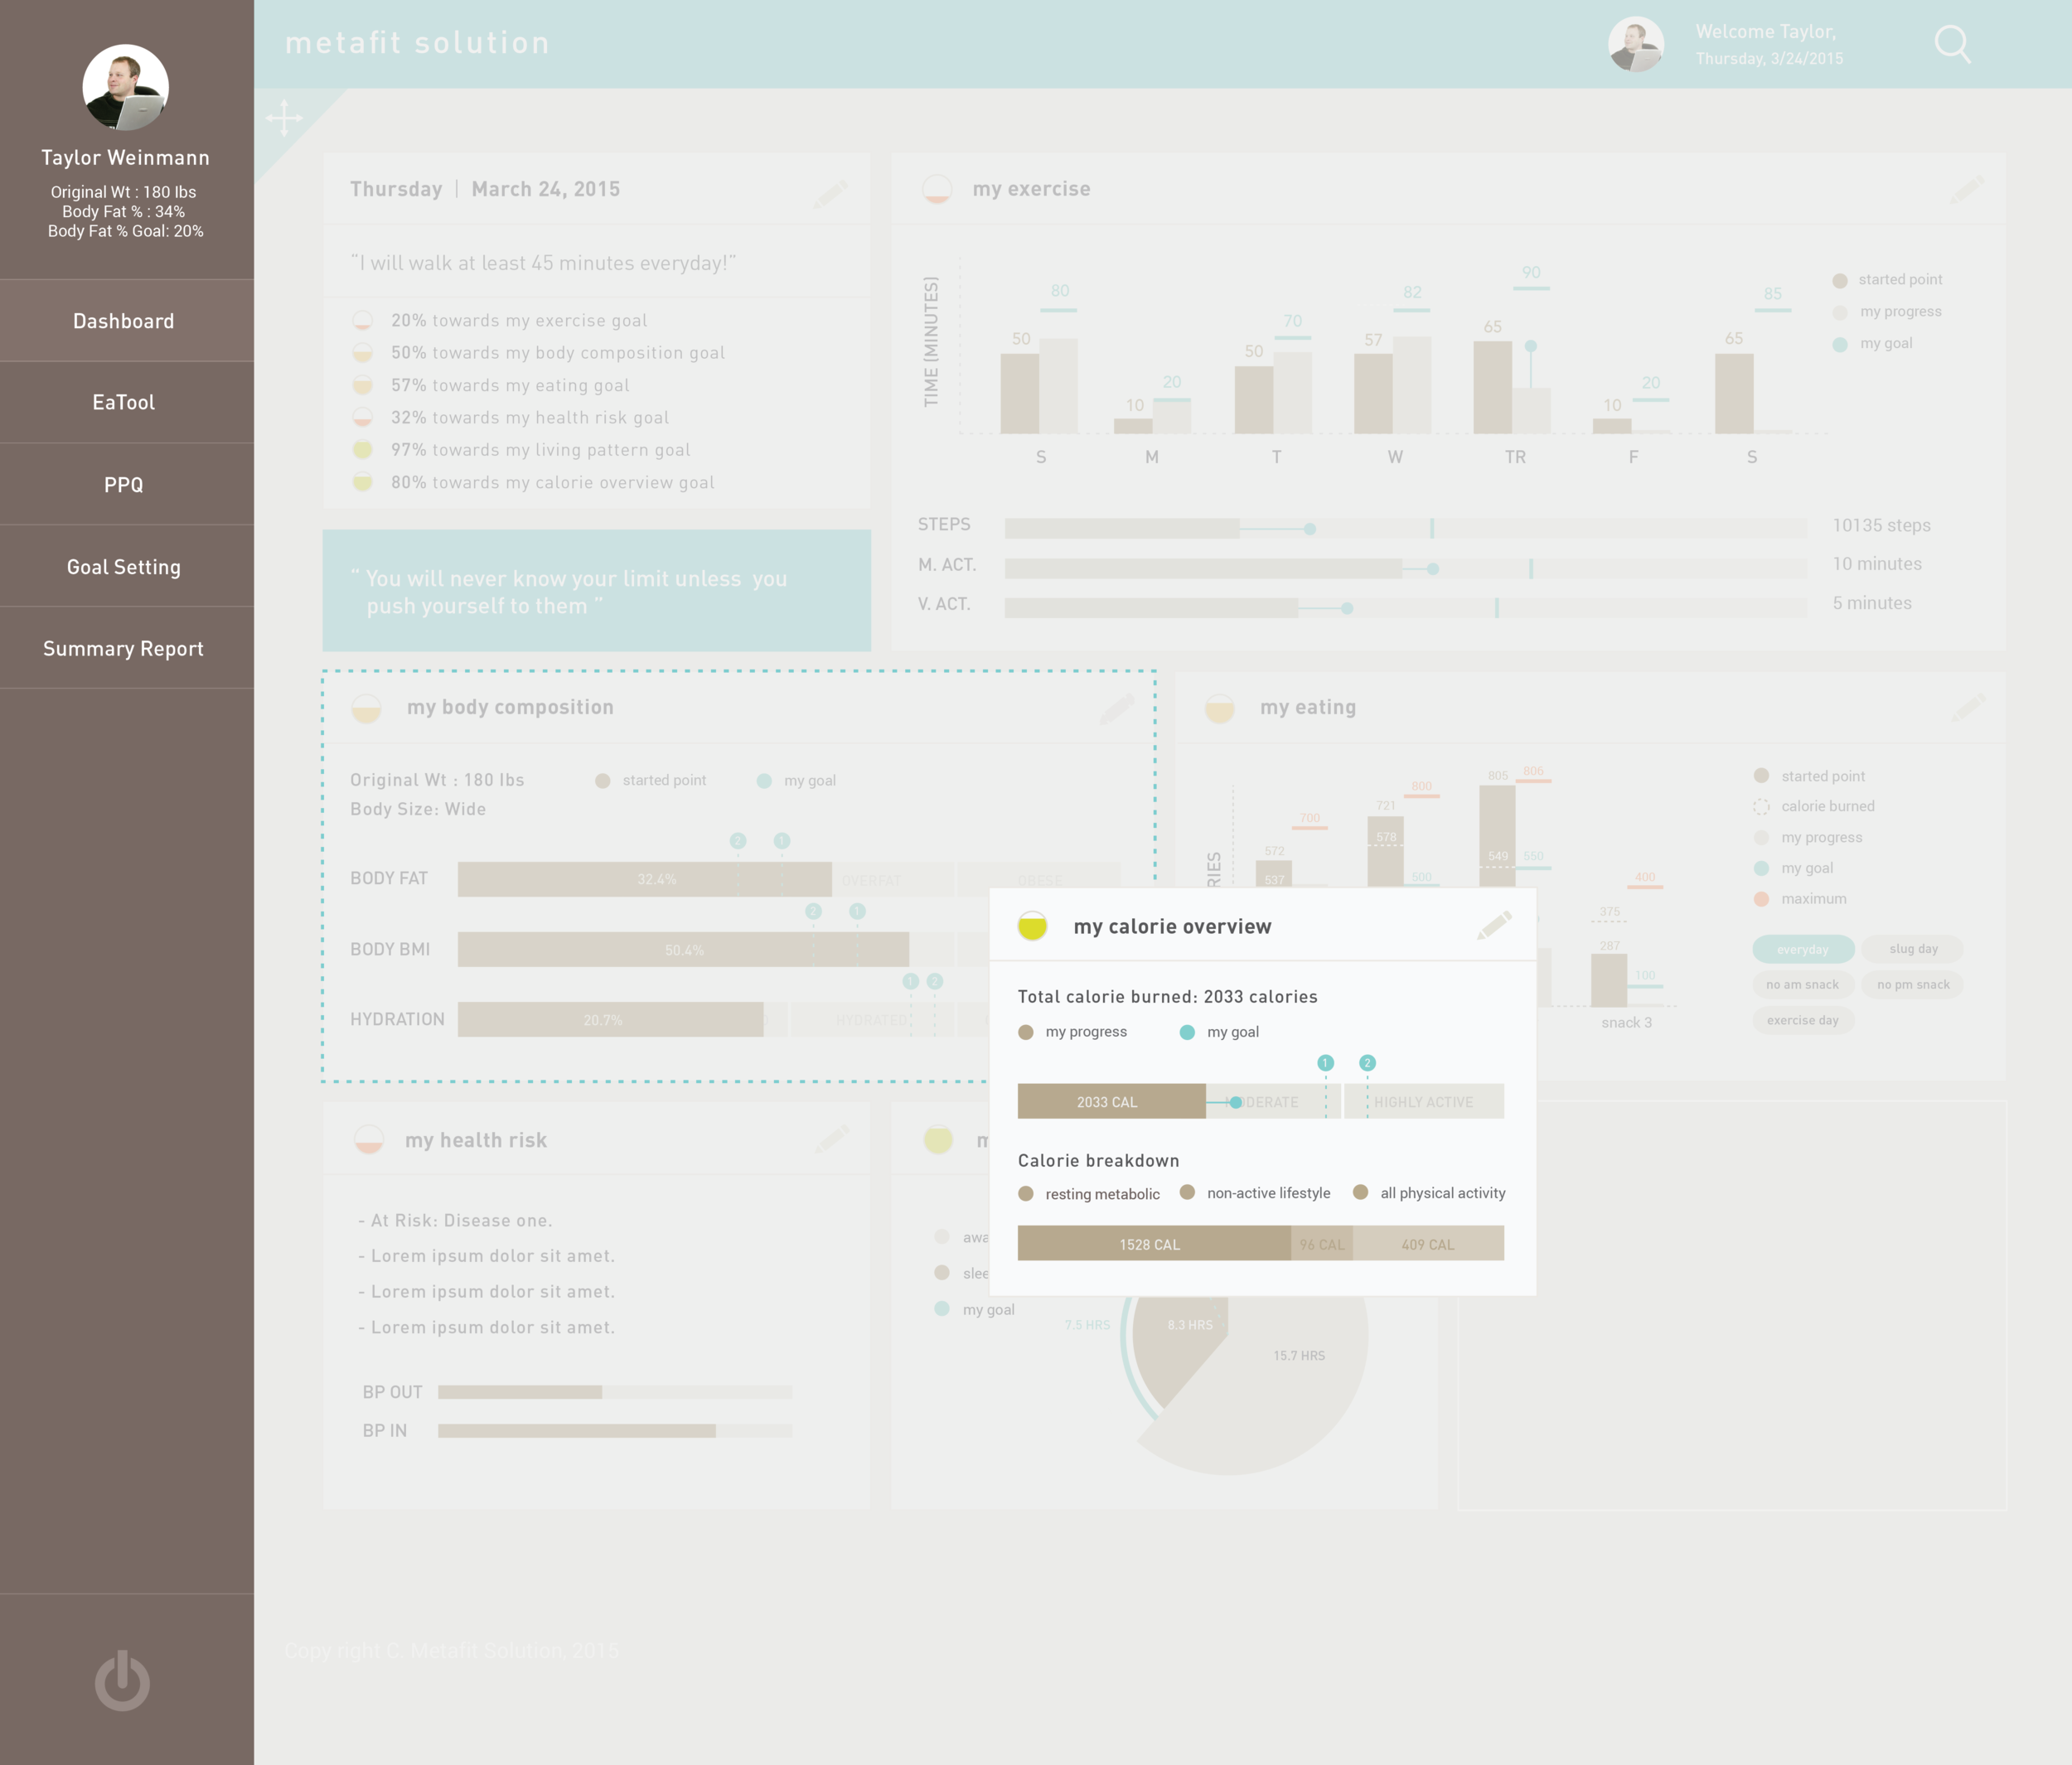 Taylor Weinmann
Original Wt : 180 lbs
Body Fat % : 34%
Body Fat % Goal: 20%
Dashboard
EaTool
PPQ
Goal Setting
Summary Report
metafit solution
Welcome Taylor,
Thursday, 3/24/2015
Thursday | March 24, 2015
“I will walk at least 45 minutes everyday!”
20% towards my exercise goal
50% towards my body composition goal
57% towards my eating goal
32% towards my health risk goal
97% towards my living pattern goal
80% towards my calorie overview goal
“ You will never know your limit unless you
push yourself to them ”
my exercise
TIME (MINUTES)
50 80
10 20
50 70
57 82
65 90
10 20
65 85
S M T W TR F S
started point
my progress
my goal
STEPS 10135 steps
M. ACT. 10 minutes
V. ACT. 5 minutes
my body composition
Original Wt : 180 lbs
started point my goal
Body Size: Wide
2 1
BODY FAT 32.4% OVERFAT OBESE
2 1
BODY BMI 50.4%
1 2
HYDRATION 20.7% HYDRATED
my eating
RIES
572 537 700
721 578 800 500
805 549 806 550
375 287 400 100
snack 3
started point
calorie burned
my progress
my goal
maximum
everyday slug day
no am snack no pm snack
exercise day
my calorie overview
Total calorie burned: 2033 calories
my progress my goal
1 2
2033 CAL MODERATE HIGHLY ACTIVE
Calorie breakdown
resting metabolic non-active lifestyle all physical activity
1528 CAL 96 CAL 409 CAL
my health risk
- At Risk: Disease one.
- Lorem ipsum dolor sit amet.
- Lorem ipsum dolor sit amet.
- Lorem ipsum dolor sit amet.
BP OUT
BP IN
m
awa
slee
my goal
7.5 HRS 8.3 HRS
15.7 HRS
Copy right C. Metafit Solution, 2015